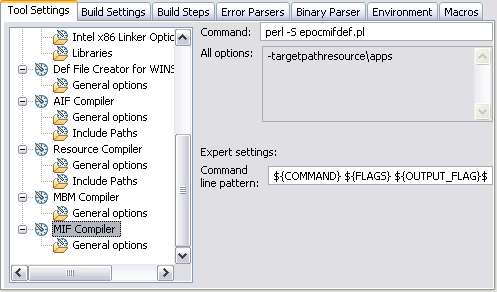 Tool Settings Build Settings Build Steps Error Parsers Binary Parser Environment Macros
Intel x86 Linker Optic
Libraries
Def File Creator for WINS
General options
AIF Compiler
General options
Include Paths
Resource Compiler
General options
Include Paths
MBM Compiler
General options
MIF Compiler
General options
Command: perl -S epocmifdef.pl
All options: -targetpathresource\apps
Expert settings:
Command
line pattern: ${COMMAND} ${FLAGS} ${OUTPUT_FLAG}$